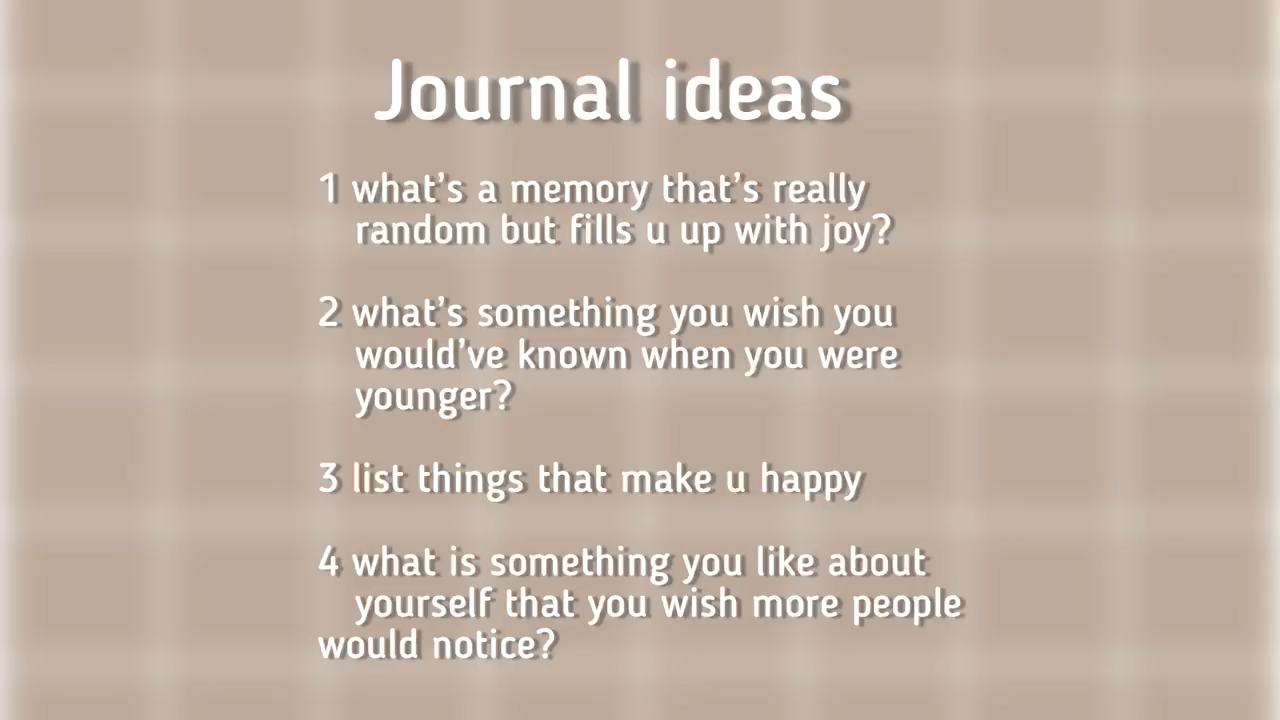 Journal ideas
1 what’s a memory that’s really
random but fills u up with joy?
2 what’s something you wish you
would’ve known when you were
younger?
3 list things that make u happy
4 what is something you like about
yourself that you wish more people
would notice?